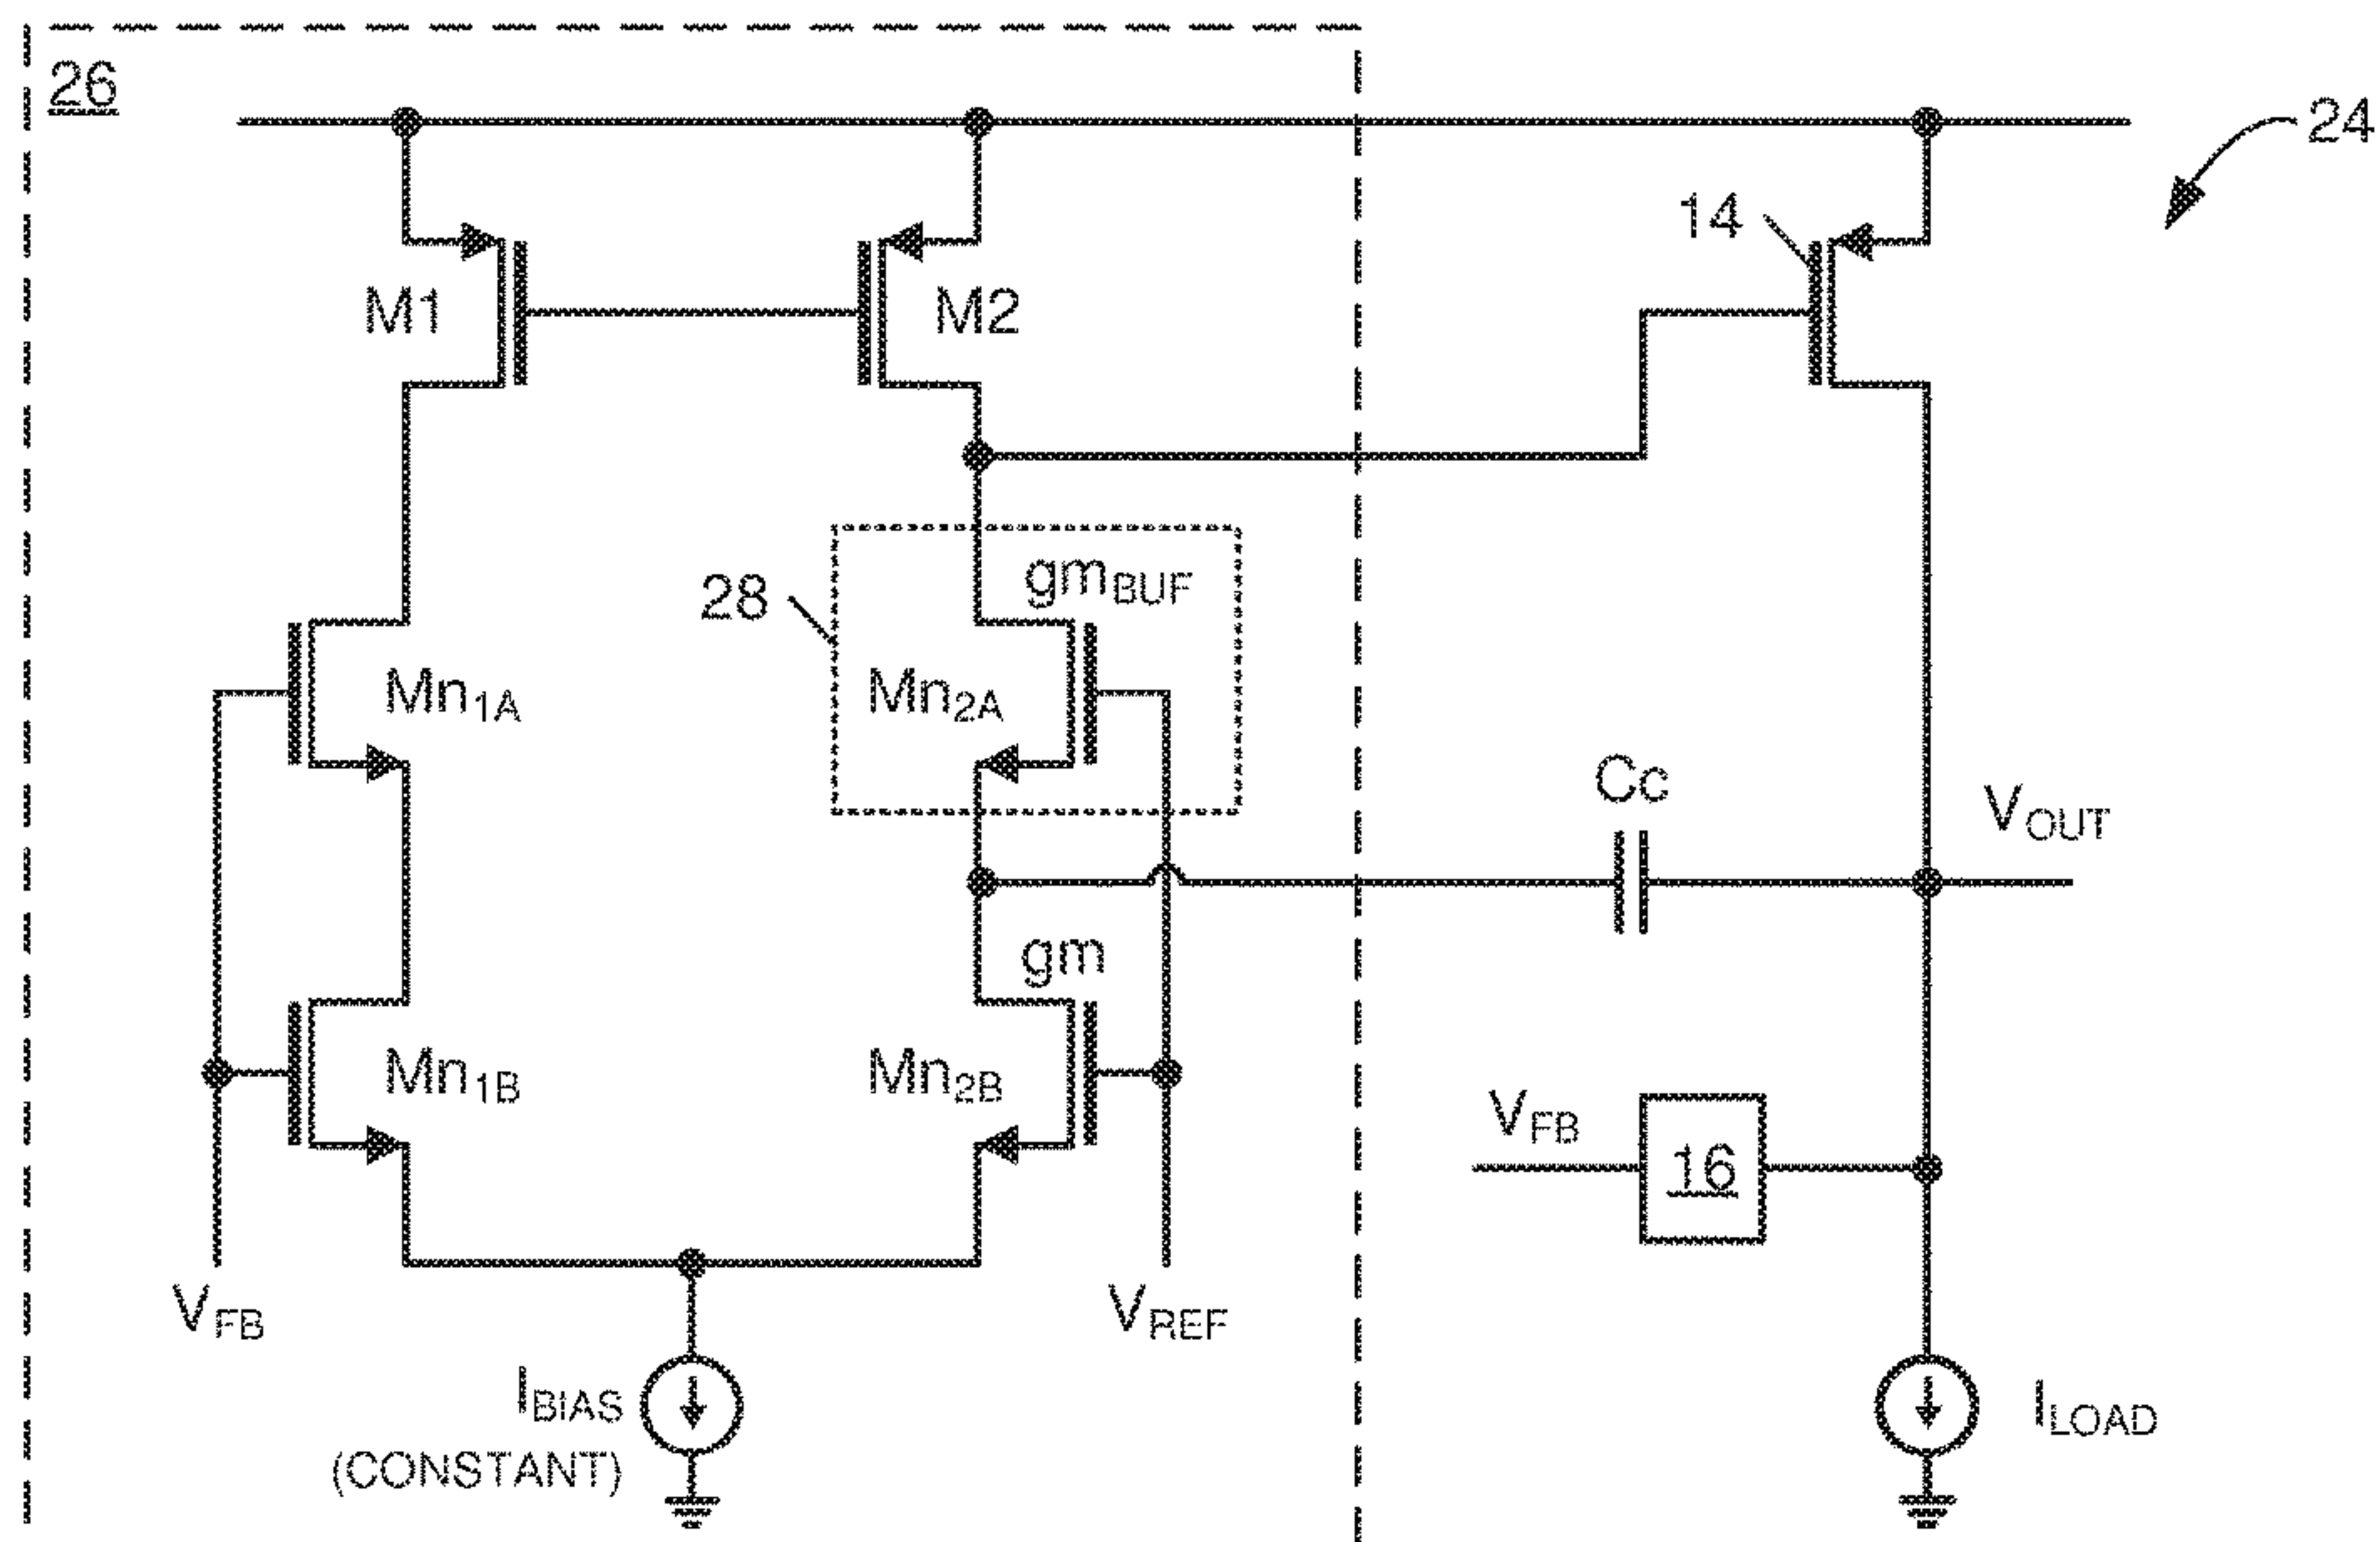 26
24
14
M1
M2
28
gmBUF
Mn1A
Mn2A
Cc
VOUT
gm
Mn1B
Mn2B
VFB
16
VFB
VREF
IBIAS
(CONSTANT)
ILOAD